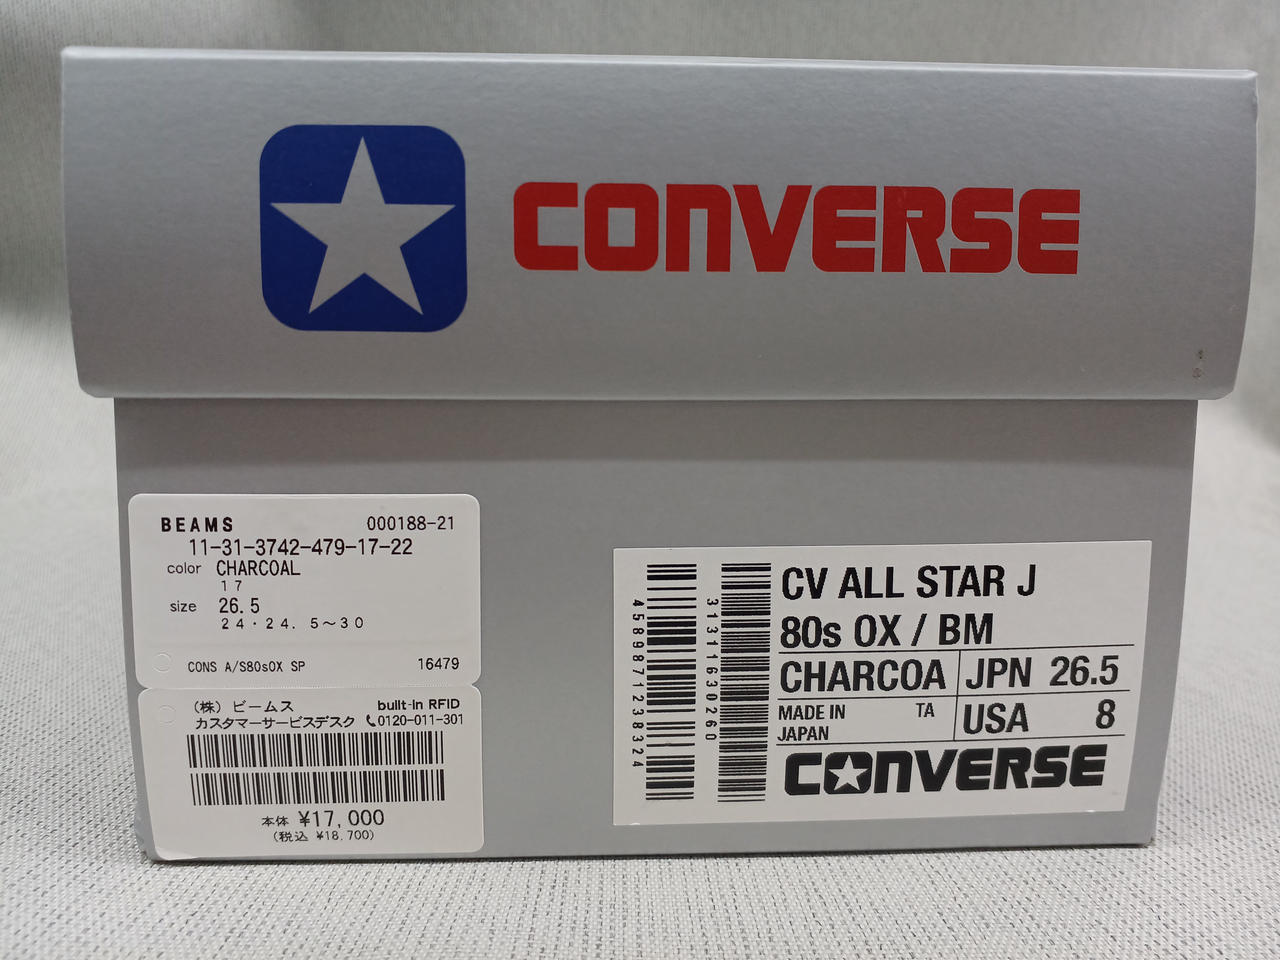 CONVERSE
BEAMS 000188-21
11-31-3742-479-17-22
color CHARCOAL
17
size 26.5
24・24. 5～30
CONS A/S80sOX SP 16479
(株) ビームス built-in RFID
カスタマーサービスデスク 0120-011-301
本体 ¥17,000
(税込 ¥18,700)
4589871238324
3131163026​0
CV ALL STAR J
80s OX / BM
CHARCOA JPN 26.5
MADE IN TA
JAPAN
USA 8
CONVERSE